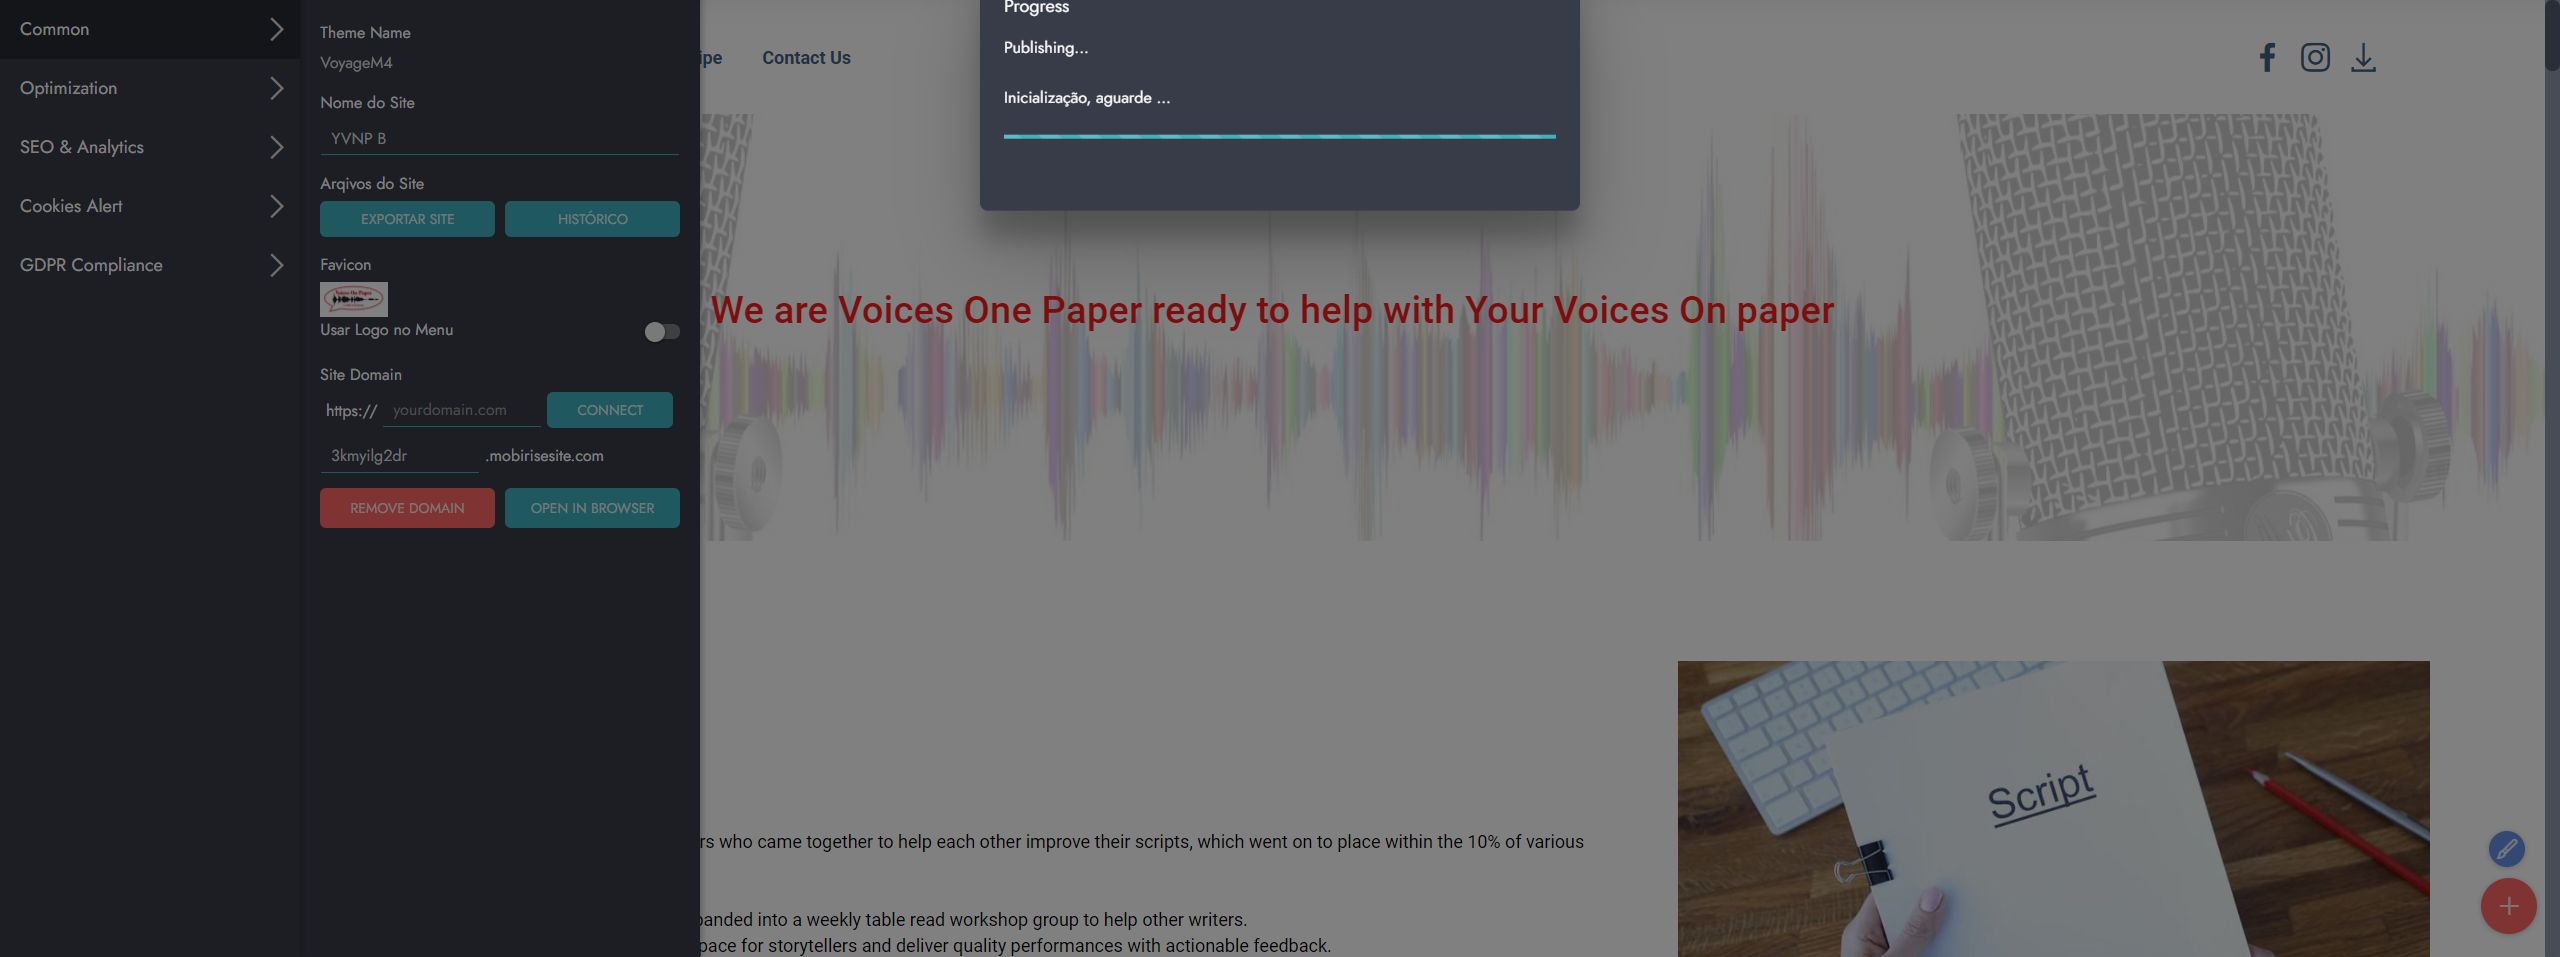 Common
Optimization
SEO & Analytics
Cookies Alert
GDPR Compliance
Theme Name
VoyageM4
Nome do Site
YVNP B
Arqivos do Site
EXPORTAR SITE
HISTÓRICO
Favicon
Voices On Paper
Usar Logo no Menu
Site Domain
https://
yourdomain.com
CONNECT
3kmyilg2dr
.mobirisesite.com
REMOVE DOMAIN
OPEN IN BROWSER
Progress
Publishing...
Inicialização, aguarde ...
ipe
Contact Us
We are Voices One Paper ready to help with Your Voices On paper
rs who came together to help each other improve their scripts, which went on to place within the 10% of various
panded into a weekly table read workshop group to help other writers.
pace for storytellers and deliver quality performances with actionable feedback.
Script